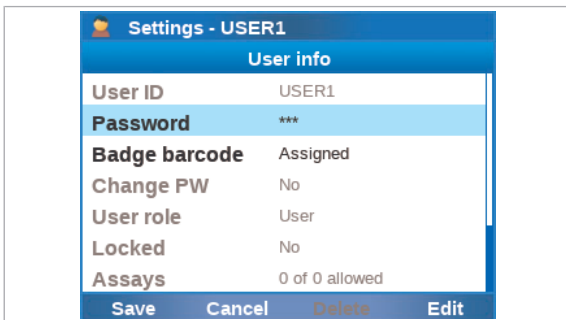 Settings - USER1
User info
User ID USER1
Password ***
Badge barcode Assigned
Change PW No
User role User
Locked No
Assays 0 of 0 allowed
Save Cancel Delete Edit